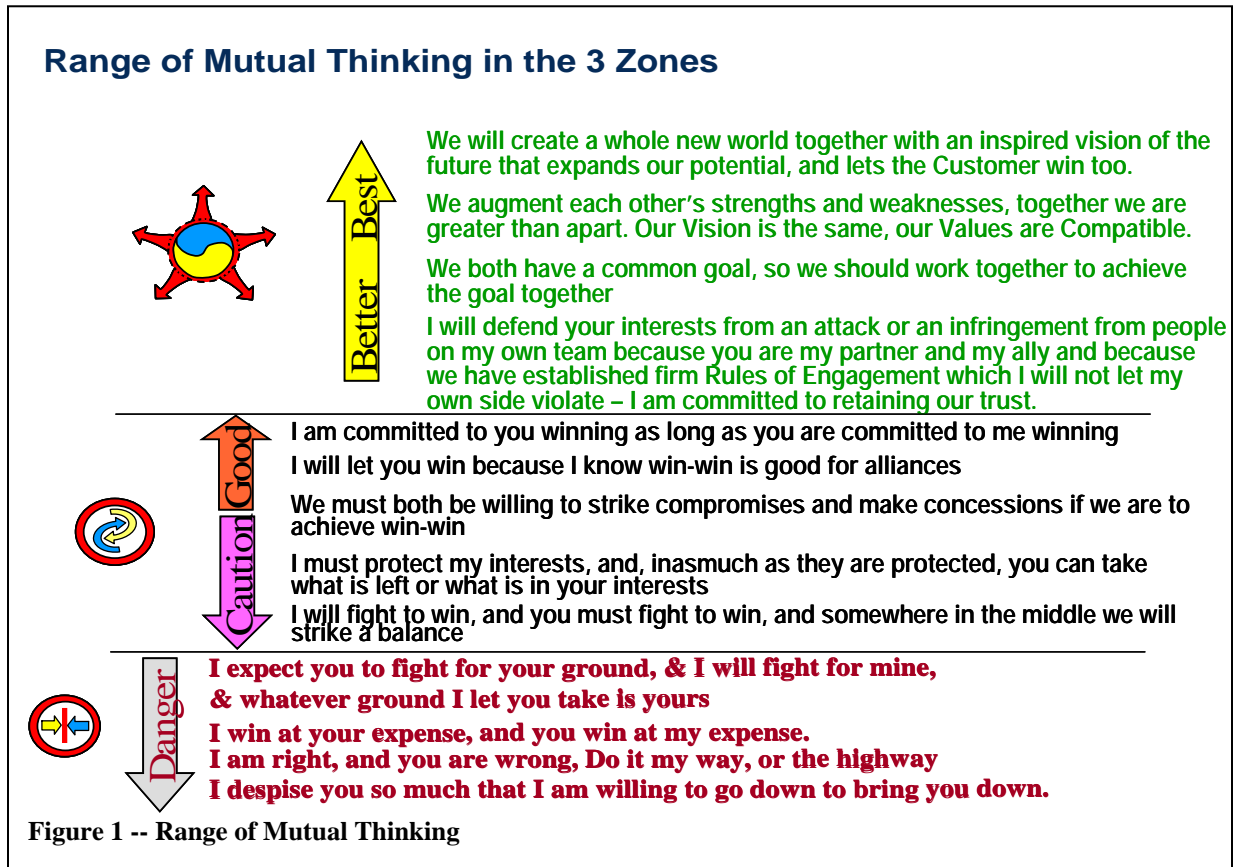 Range of Mutual Thinking in the 3 Zones
We will create a whole new world together with an inspired vision of the
future that expands our potential, and lets the Customer win too.
We augment each other's strengths and weaknesses, together we are
greater than apart. Our Vision is the same, our Values are Compatible.
We both have a common goal, so we should work together to achieve
the goal together
I will defend your interests from an attack or an infringement from people
on my own team because you are my partner and my ally and because
we have established firm Rules of Engagement which I will not let my
own side violate – I am committed to retaining our trust.
Better Best
I am committed to you winning as long as you are committed to me winning
I will let you win because I know win-win is good for alliances
We must both be willing to strike compromises and make concessions if we are to
achieve win-win
I must protect my interests, and, inasmuch as they are protected, you can take
what is left or what is in your interests
I will fight to win, and you must fight to win, and somewhere in the middle we will
strike a balance
Good
Caution
I expect you to fight for your ground, & I will fight for mine,
& whatever ground I let you take is yours
I win at your expense, and you win at my expense.
I am right, and you are wrong, Do it my way, or the highway
I despise you so much that I am willing to go down to bring you down.
Danger
Figure 1 -- Range of Mutual Thinking